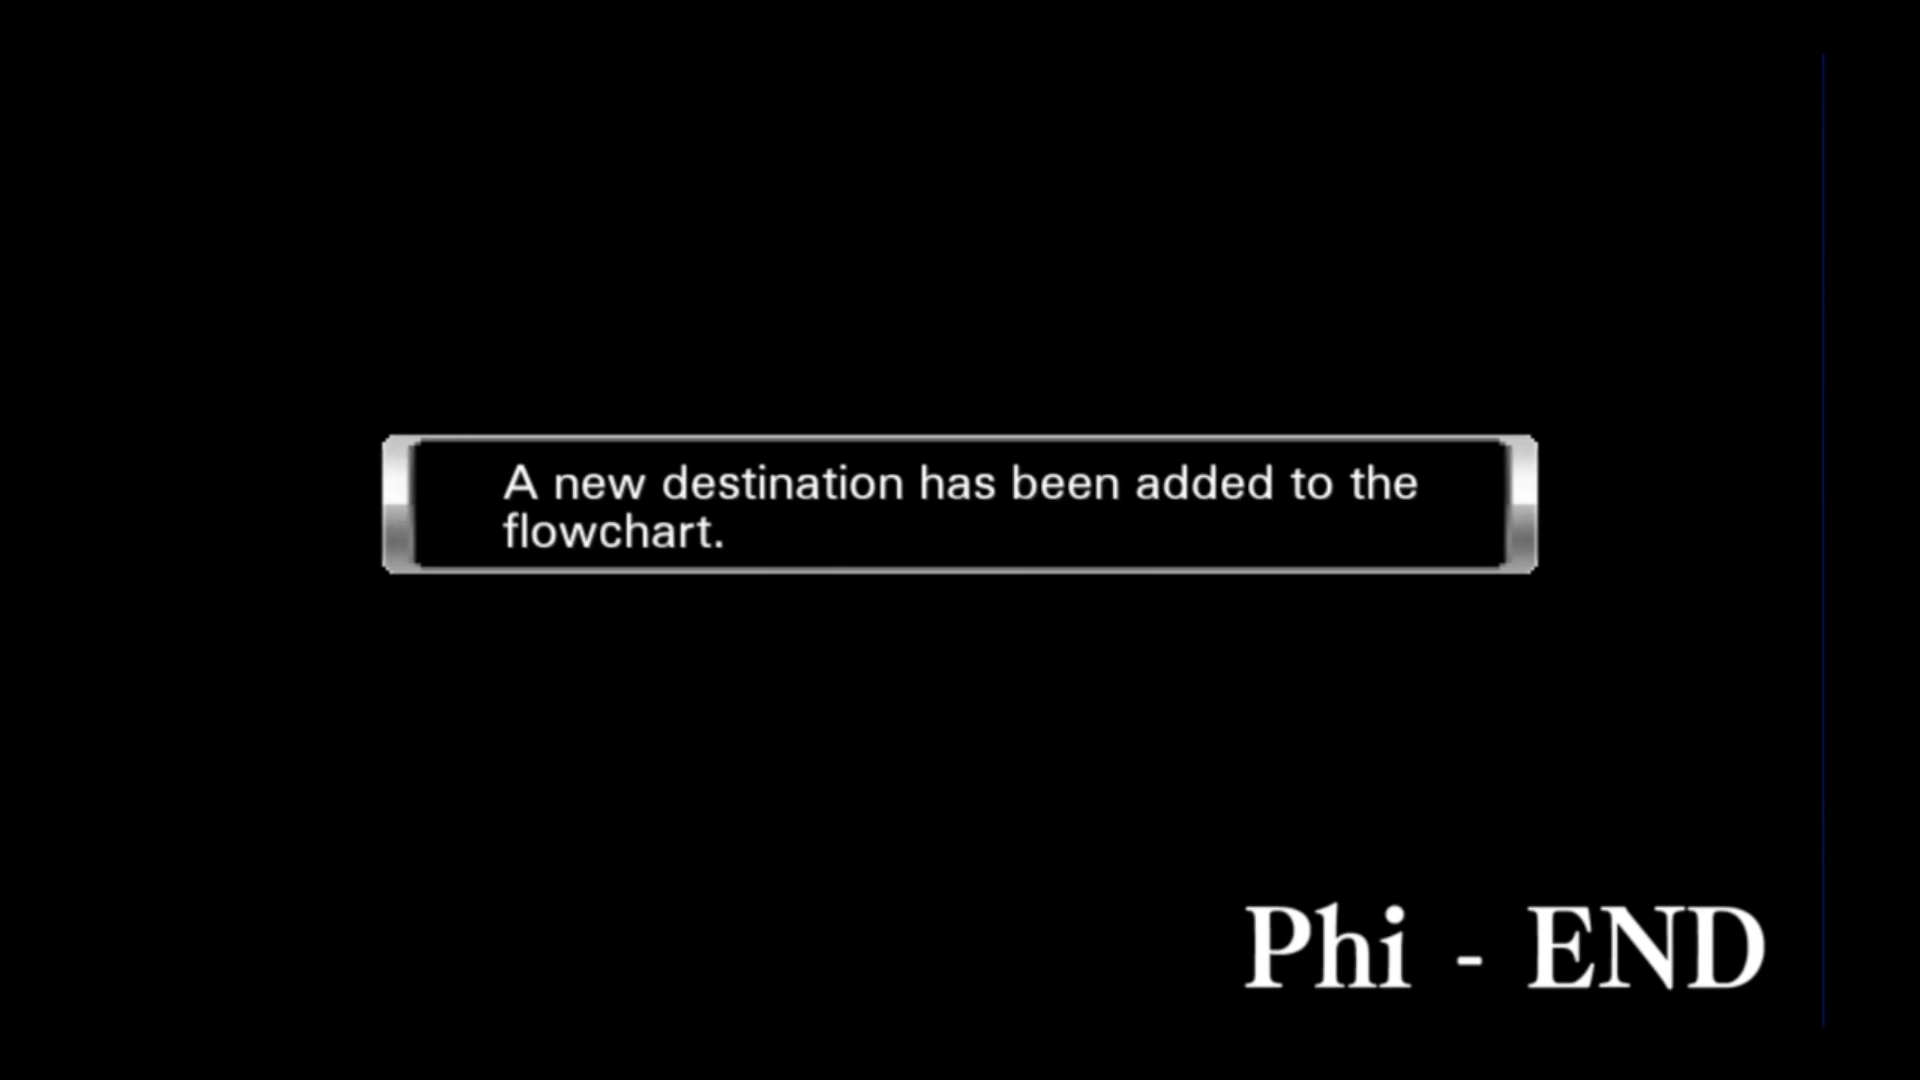 A new destination has been added to the
flowchart.
Phi - END